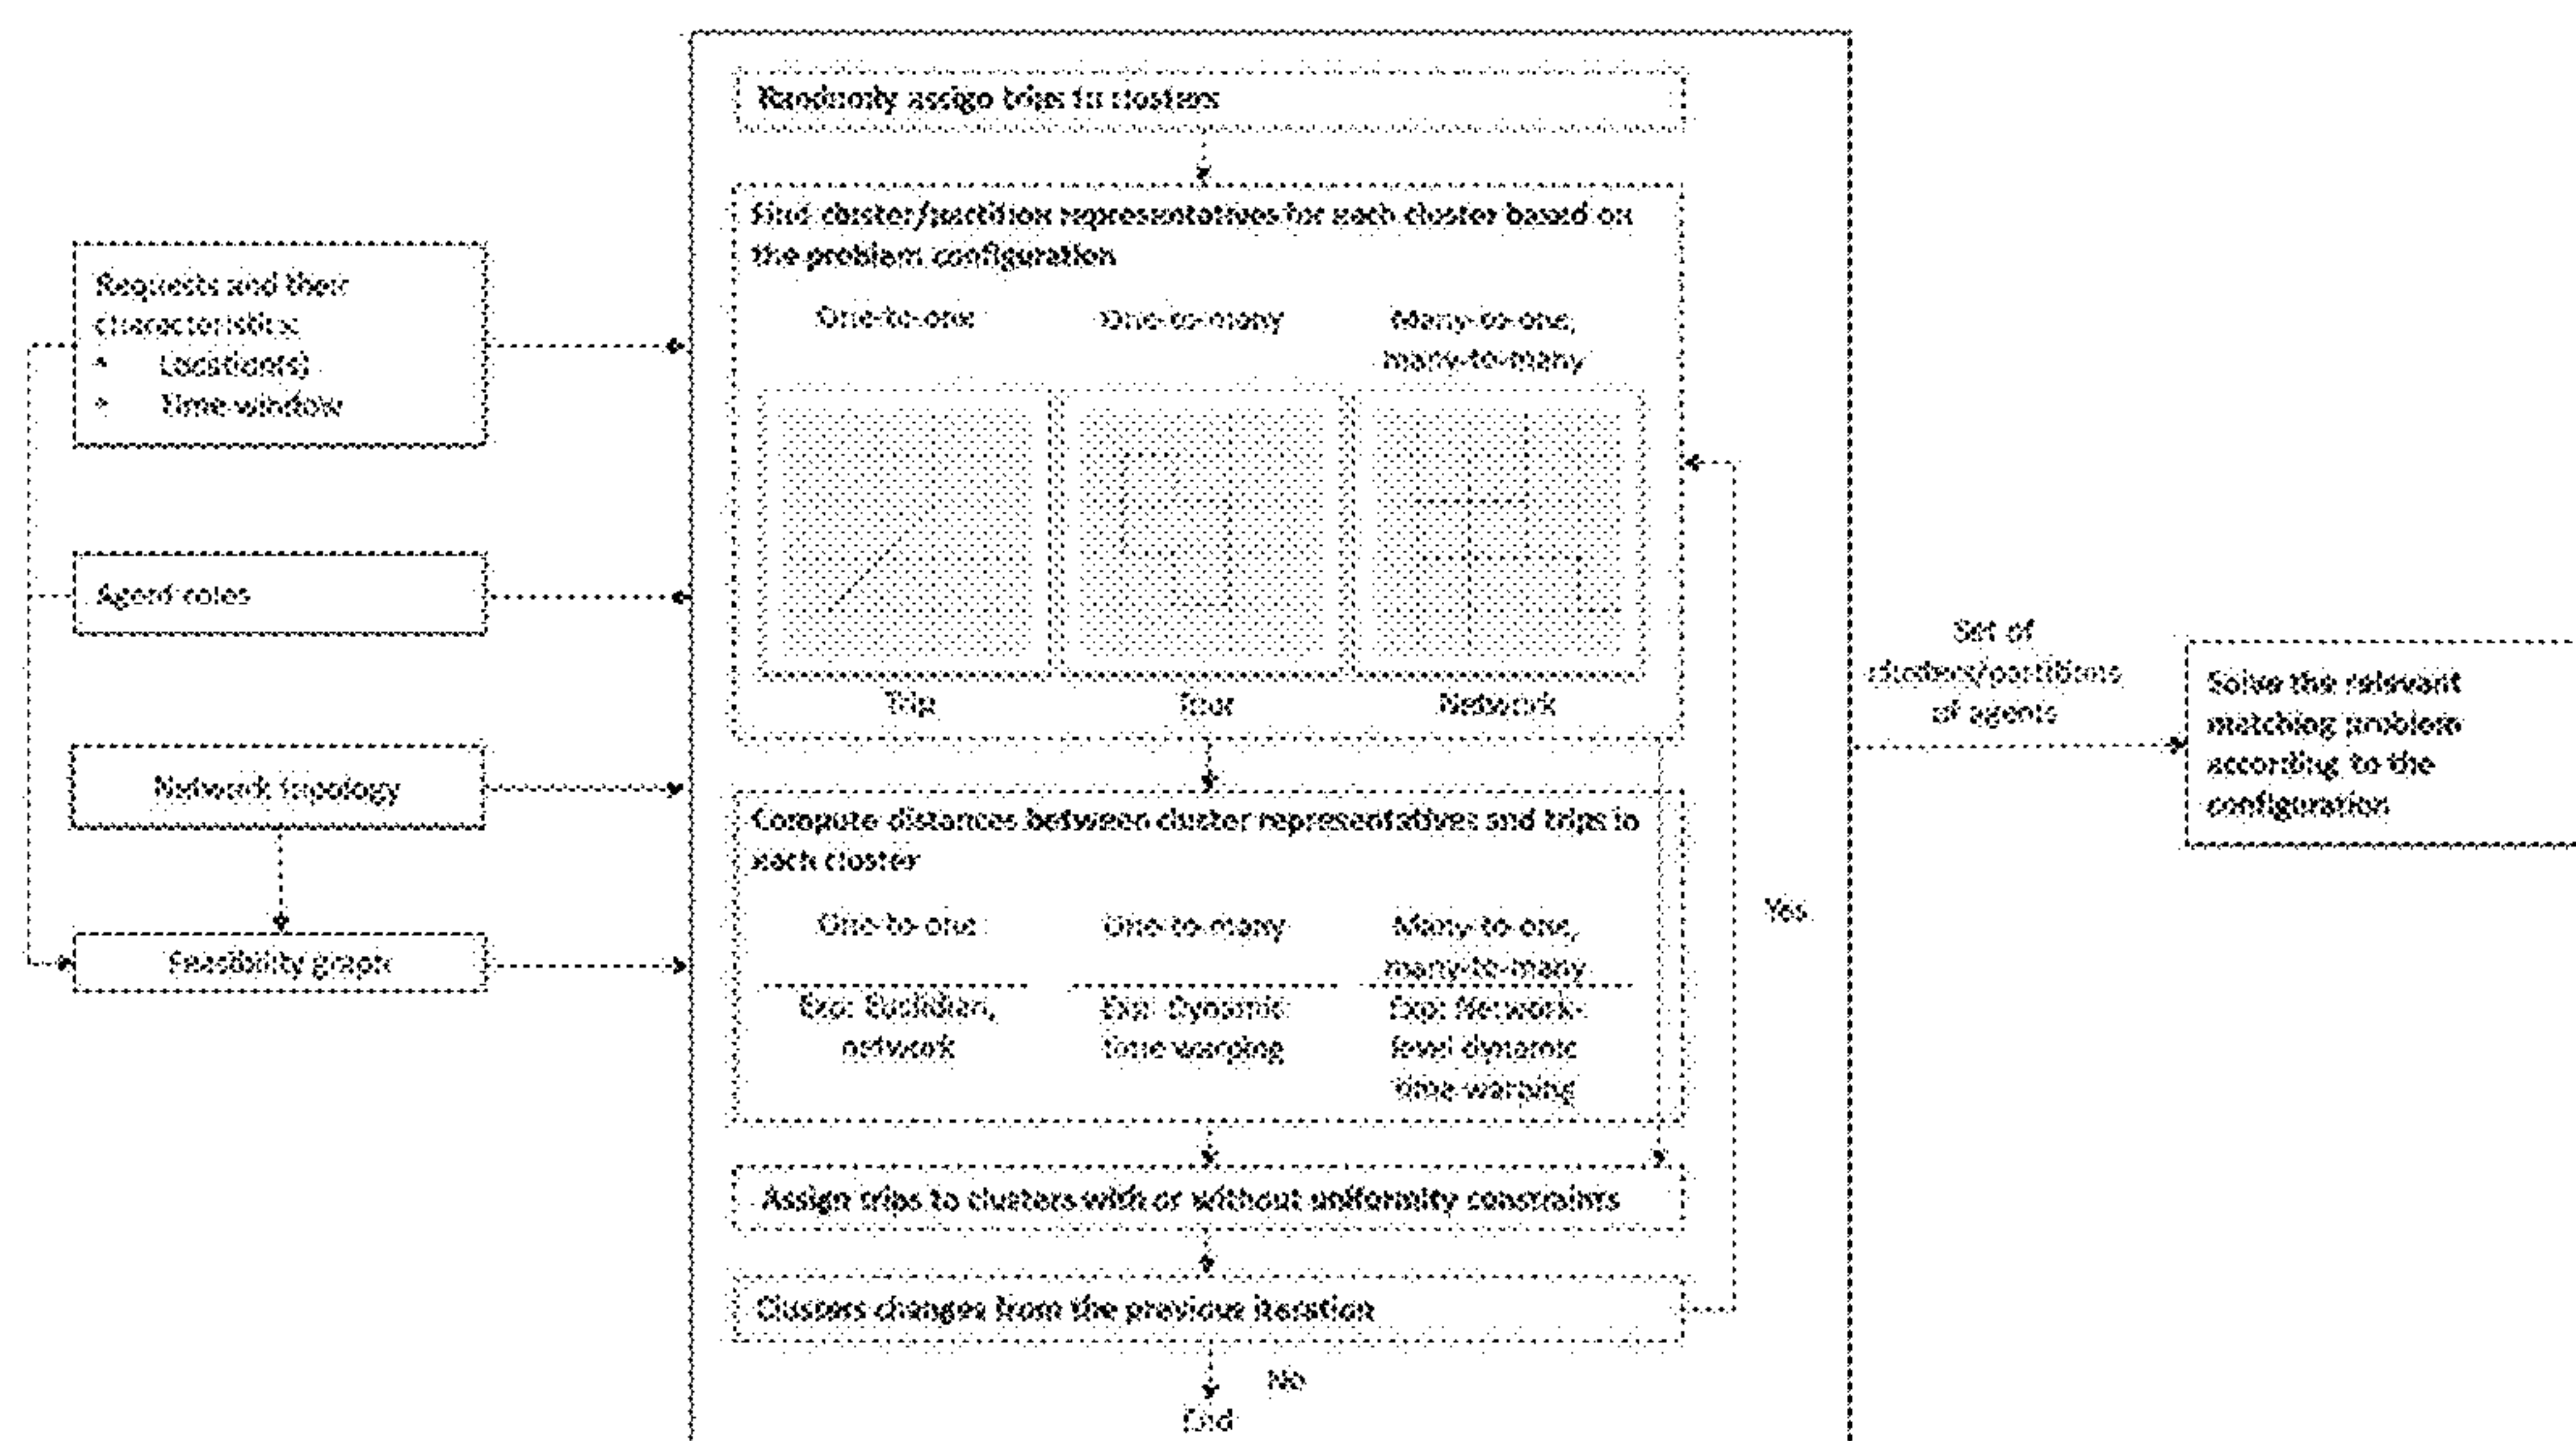 Randomly assign trips to clusters
Find cluster/partition representatives for each cluster based on
the problem configuration
One-to-one
One-to-many
Many-to-one,
many-to-many
Trip
Tour
Network
Requests and their
characteristics:
• Location(s)
• Time window
Agent roles
Network topology
Feasibility graph
Compute distances between cluster representatives and trips in
each cluster
One-to-one
One-to-many
Many-to-one,
many-to-many
Exp: Euclidian,
network
Exp: Dynamic
time warping
Exp: Network-
level dynamic
time warping
Assign trips to clusters with or without uniformity constraints
Clusters changes from the previous iteration
Yes
No
End
Set of
clusters/partitions
of agents
Solve the relevant
matching problem
according to the
configuration